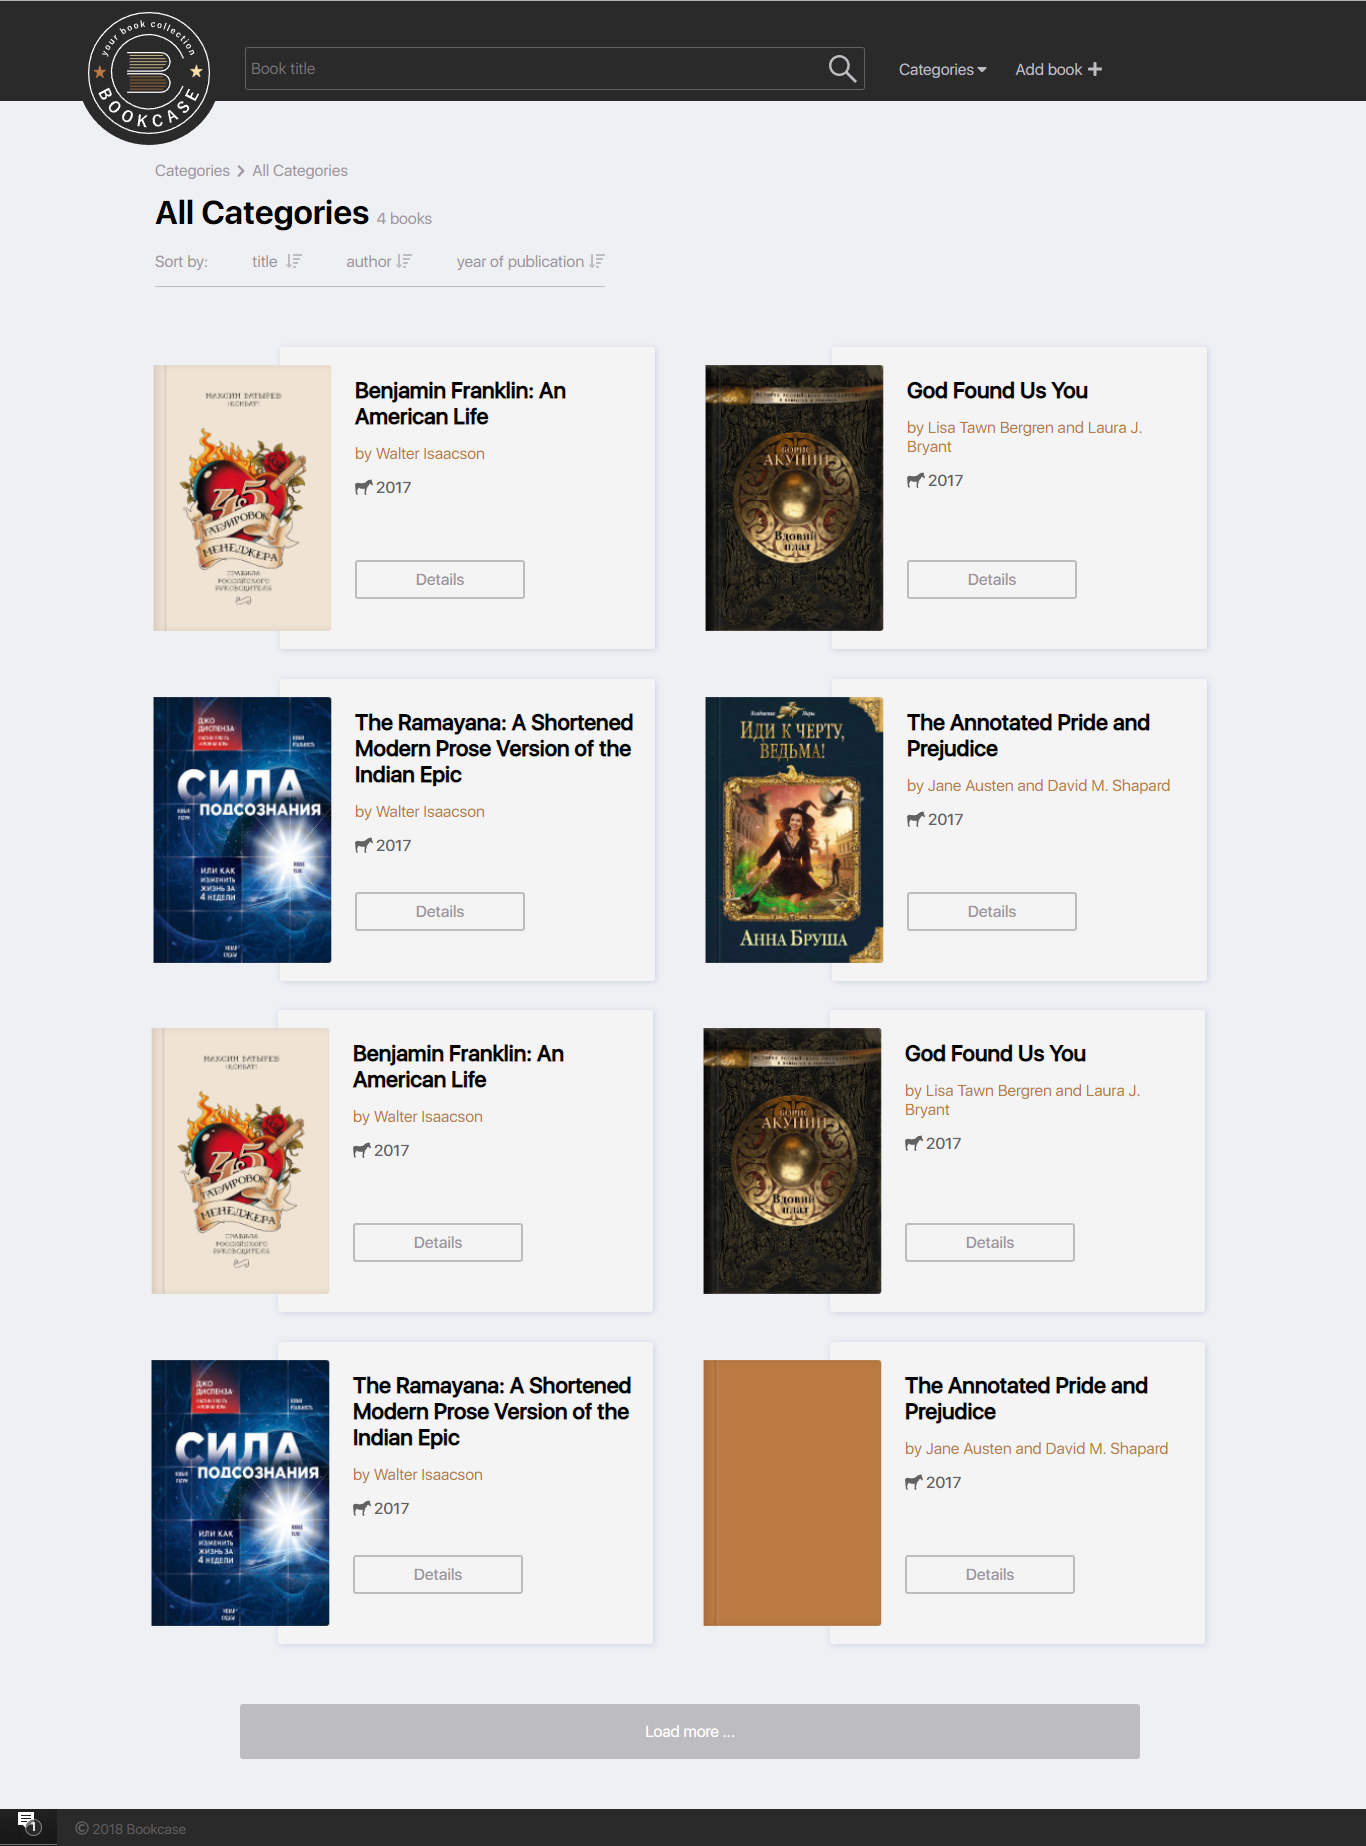 your book collection
BOOKCASE
Book title
Categories
Add book
Categories > All Categories
All Categories 4 books
Sort by: title author year of publication
МАКСИМ БАТЫРЕВ
(КОМБАТ)
45
ТАТУИРОВОК
МЕНЕДЖЕРА
ПРАВИЛА
РОССИЙСКОГО
РУКОВОДИТЕЛЯ
Benjamin Franklin: An
American Life
by Walter Isaacson
2017
Details
БОРИС
АКУНИН
Вдовий
плат
God Found Us You
by Lisa Tawn Bergren and Laura J.
Bryant
2017
Details
ДЖО
ДИСПЕНЗА
СИЛА
ПОДСОЗНАНИЯ
ИЛИ КАК
ИЗМЕНИТЬ
ЖИЗНЬ ЗА
4 НЕДЕЛИ
The Ramayana: A Shortened
Modern Prose Version of the
Indian Epic
by Walter Isaacson
2017
Details
ИДИ К ЧЕРТУ,
ВЕДЬМА!
АННА БРУША
The Annotated Pride and
Prejudice
by Jane Austen and David M. Shapard
2017
Details
МАКСИМ БАТЫРЕВ
(КОМБАТ)
45
ТАТУИРОВОК
МЕНЕДЖЕРА
ПРАВИЛА
РОССИЙСКОГО
РУКОВОДИТЕЛЯ
Benjamin Franklin: An
American Life
by Walter Isaacson
2017
Details
БОРИС
АКУНИН
Вдовий
плат
God Found Us You
by Lisa Tawn Bergren and Laura J.
Bryant
2017
Details
ДЖО
ДИСПЕНЗА
СИЛА
ПОДСОЗНАНИЯ
ИЛИ КАК
ИЗМЕНИТЬ
ЖИЗНЬ ЗА
4 НЕДЕЛИ
The Ramayana: A Shortened
Modern Prose Version of the
Indian Epic
by Walter Isaacson
2017
Details
The Annotated Pride and
Prejudice
by Jane Austen and David M. Shapard
2017
Details
Load more ...
1
© 2018 Bookcase